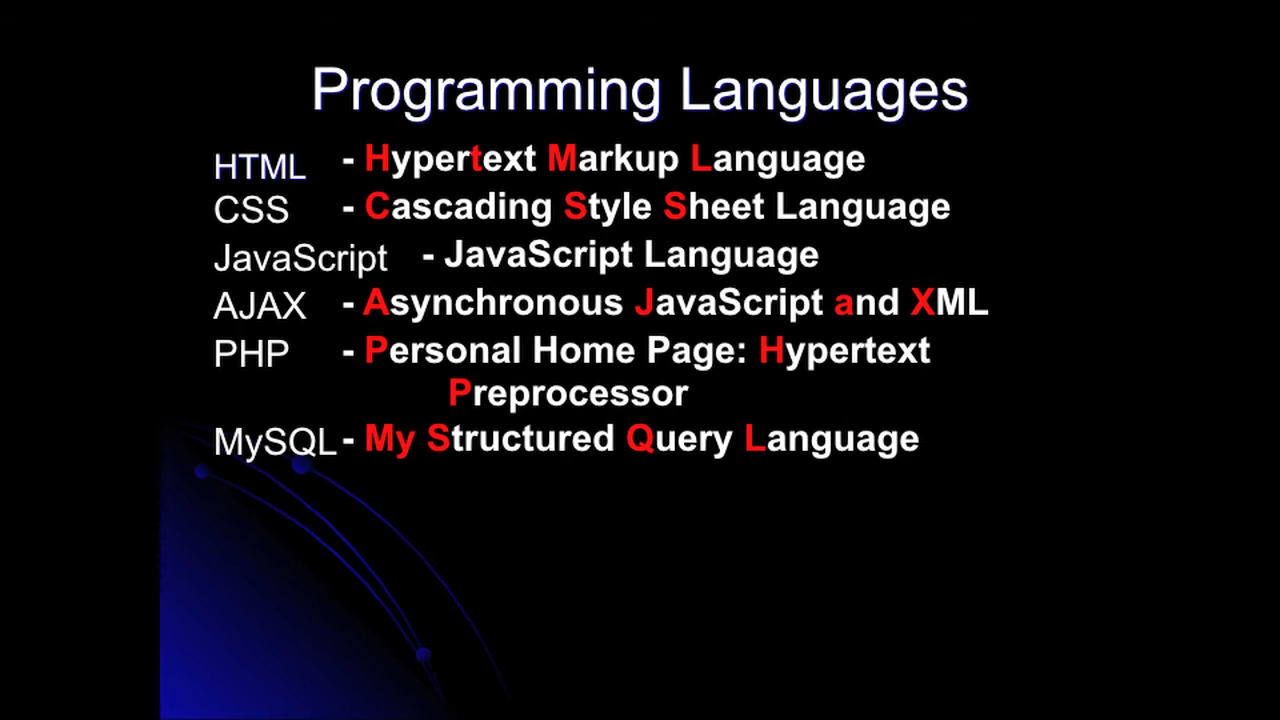 Programming Languages
HTML - Hypertext Markup Language
CSS - Cascading Style Sheet Language
JavaScript - JavaScript Language
AJAX - Asynchronous JavaScript and XML
PHP - Personal Home Page: Hypertext
Preprocessor
MySQL - My Structured Query Language